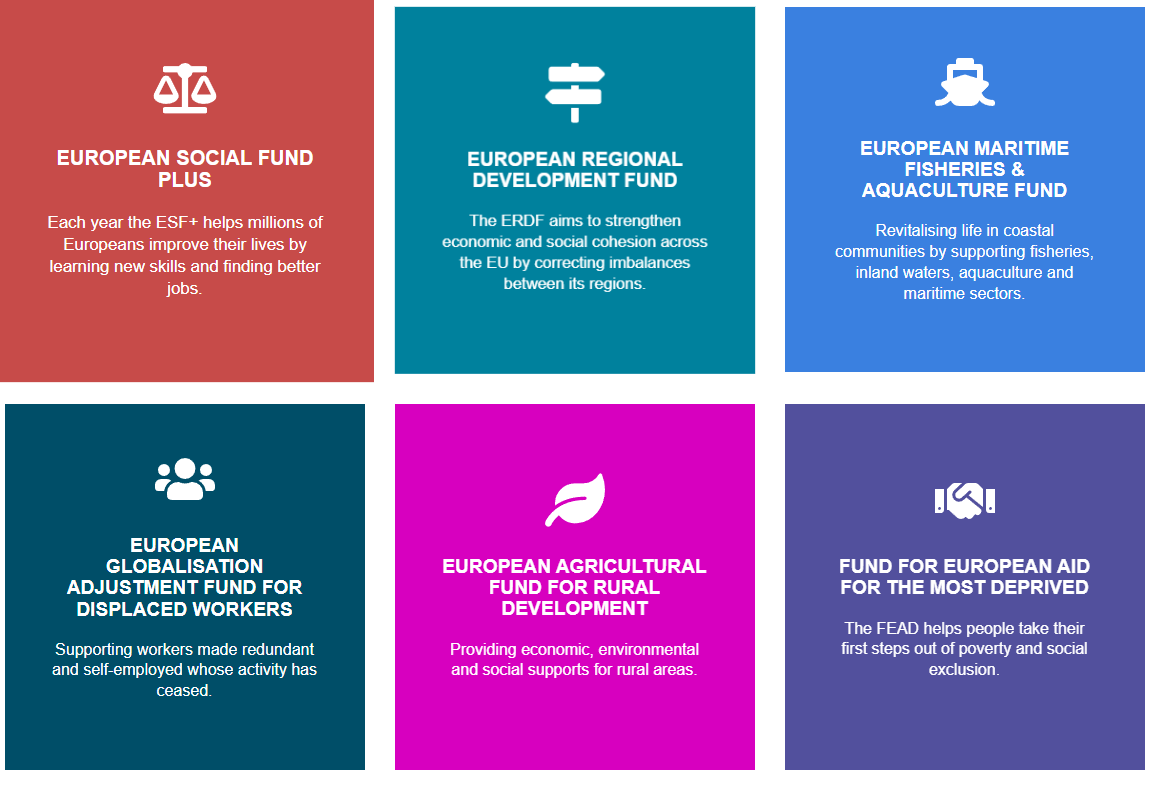 EUROPEAN SOCIAL FUND
PLUS
Each year the ESF+ helps millions of
Europeans improve their lives by
learning new skills and finding better
jobs.
EUROPEAN REGIONAL
DEVELOPMENT FUND
The ERDF aims to strengthen
economic and social cohesion across
the EU by correcting imbalances
between its regions.
EUROPEAN MARITIME
FISHERIES &
AQUACULTURE FUND
Revitalising life in coastal
communities by supporting fisheries,
inland waters, aquaculture and
maritime sectors.
EUROPEAN
GLOBALISATION
ADJUSTMENT FUND FOR
DISPLACED WORKERS
Supporting workers made redundant
and self-employed whose activity has
ceased.
EUROPEAN AGRICULTURAL
FUND FOR RURAL
DEVELOPMENT
Providing economic, environmental
and social supports for rural areas.
FUND FOR EUROPEAN AID
FOR THE MOST DEPRIVED
The FEAD helps people take their
first steps out of poverty and social
exclusion.